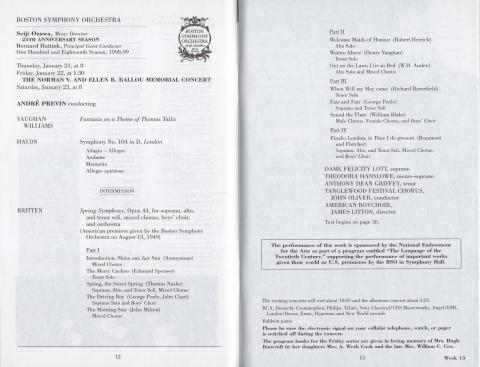 BOSTON SYMPHONY ORCHESTRA
Seiji Ozawa, Music Director
25TH ANNIVERSARY SEASON
Bernard Haitink, Principal Guest Conductor
One Hundred and Eighteenth Season, 1998-99
BOSTON
SYMPHONY
ORCHESTRA
Thursday, January 21, at 8
Friday, January 22, at 1:30
THE NORMAN V. AND ELLEN B. BALLOU MEMORIAL CONCERT
Saturday, January 23, at 8
ANDRÉ PREVIN conducting
VAUGHAN WILLIAMS Fantasia on a Theme of Thomas Tallis
HAYDN Symphony No. 104 in D, London
Adagio - Allegro
Andante
Menuetto
Allegro spiritoso
INTERMISSION
BRITTEN Spring Symphony, Opus 44, for soprano, alto,
and tenor soli, mixed chorus, boys' choir,
and orchestra
(American premiere given by the Boston Symphony
Orchestra on August 13, 1949)
Part I
Introduction: Shine out, fair Sun (Anonymous)
Mixed Chorus
The Merry Cuckoo (Edmund Spenser)
Tenor Solo
Spring, the Sweet Spring (Thomas Nashe)
Soprano, Alto, and Tenor Soli, Mixed Chorus
The Driving Boy (George Peele, John Clare)
Soprano Solo and Boys' Choir
The Morning Star (John Milton)
Mixed Chorus
12
Part II
Welcome Maids of Honour (Robert Herrick)
Alto Solo
Waters Above (Henry Vaughan)
Tenor Solo
Out on the Lawn I lie in Bed (W.H. Auden)
Alto Solo and Mixed Chorus
Part III
When Will my May come (Richard Barnefield)
Tenor Solo
Fair and Fair (George Peele)
Soprano and Tenor Soli
Sound the Flute (William Blake)
Male Chorus, Female Chorus, and Boys' Choir
Part IV
Finale: London, to Thee I do present (Beaumont
and Fletcher)
Soprano, Alto, and Tenor Soli, Mixed Chorus,
and Boys' Choir
DAME FELICITY LOTT, soprano
THEODORA HANSLOWE, mezzo-soprano
ANTHONY DEAN GRIFFEY, tenor
TANGLEWOOD FESTIVAL CHORUS,
JOHN OLIVER, conductor
AMERICAN BOYCHOIR,
JAMES LITTON, director
Text begins on page 38.
The performance of this work is sponsored by the National Endowment
for the Arts as part of a program entitled "The Language of the
Twentieth Century," supporting the performance of important works
given their world or U.S. premieres by the BSO in Symphony Hall.
The evening concerts will end about 10:05 and the afternoon concert about 3:35.
RCA, Deutsche Grammophon, Philips, Telarc, Sony Classical/CBS Masterworks, Angel/EMI,
London/Decca, Erato, Hyperion, and New World records
Baldwin piano
Please be sure the electronic signal on your cellular telephone, watch, or pager
is switched off during the concert.
The program books for the Friday series are given in loving memory of Mrs. Hugh
Bancroft by her daughters Mrs. A. Werk Cook and the late Mrs. William C. Cox.
13
Week 13